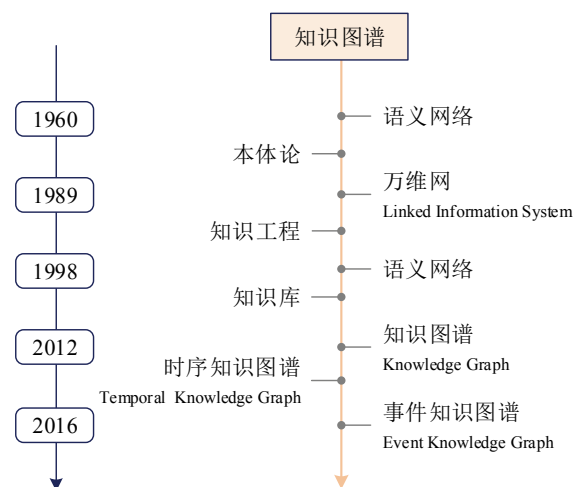 知识图谱
1960
语义网络
本体论
1989
万维网
Linked Information System
知识工程
1998
语义网络
知识库
2012
知识图谱
Knowledge Graph
时序知识图谱
Temporal Knowledge Graph
2016
事件知识图谱
Event Knowledge Graph